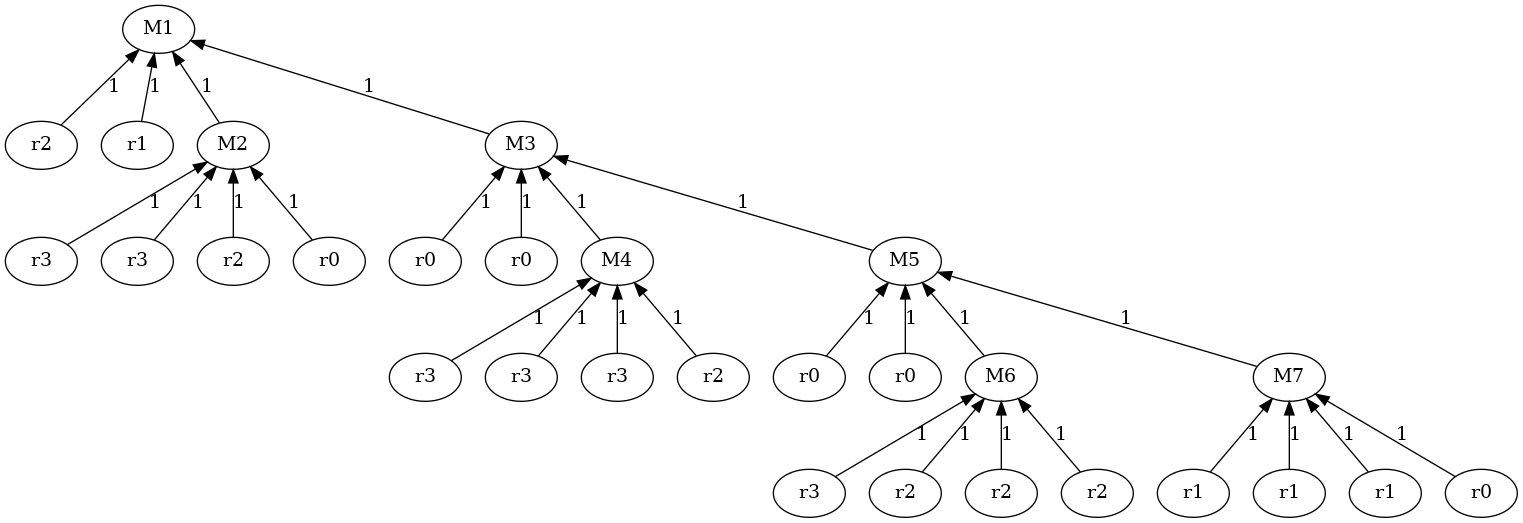 M1
1 1 1 1
r2 r1 M2 M3
1 1 1 1 1 1 1 1
r3 r3 r2 r0 r0 r0 M4 M5
1 1 1 1 1 1 1 1
r3 r3 r3 r2 r0 r0 M6 M7
1 1 1 1 1 1 1 1
r3 r2 r2 r2 r1 r1 r1 r0